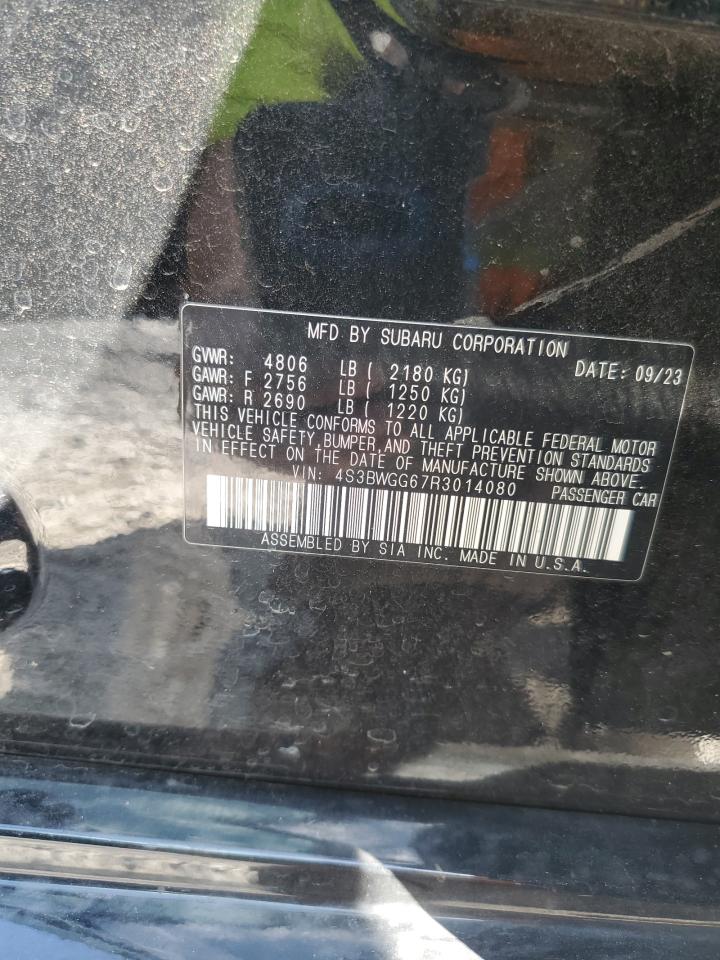 MFD BY SUBARU CORPORATION
GVWR: 4806 LB ( 2180 KG) DATE: 09/23
GAWR: F 2756 LB ( 1250 KG)
GAWR: R 2690 LB ( 1220 KG)
THIS VEHICLE CONFORMS TO ALL APPLICABLE FEDERAL MOTOR
VEHICLE SAFETY, BUMPER, AND THEFT PREVENTION STANDARDS
IN EFFECT ON THE DATE OF MANUFACTURE SHOWN ABOVE.
VIN: 4S3BWGG67R3014080 PASSENGER CAR
ASSEMBLED BY SIA INC. MADE IN U.S.A.